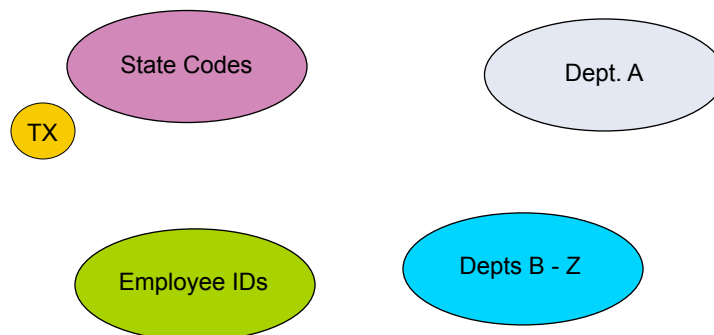 State Codes
Dept. A
TX
Employee IDs
Depts B - Z